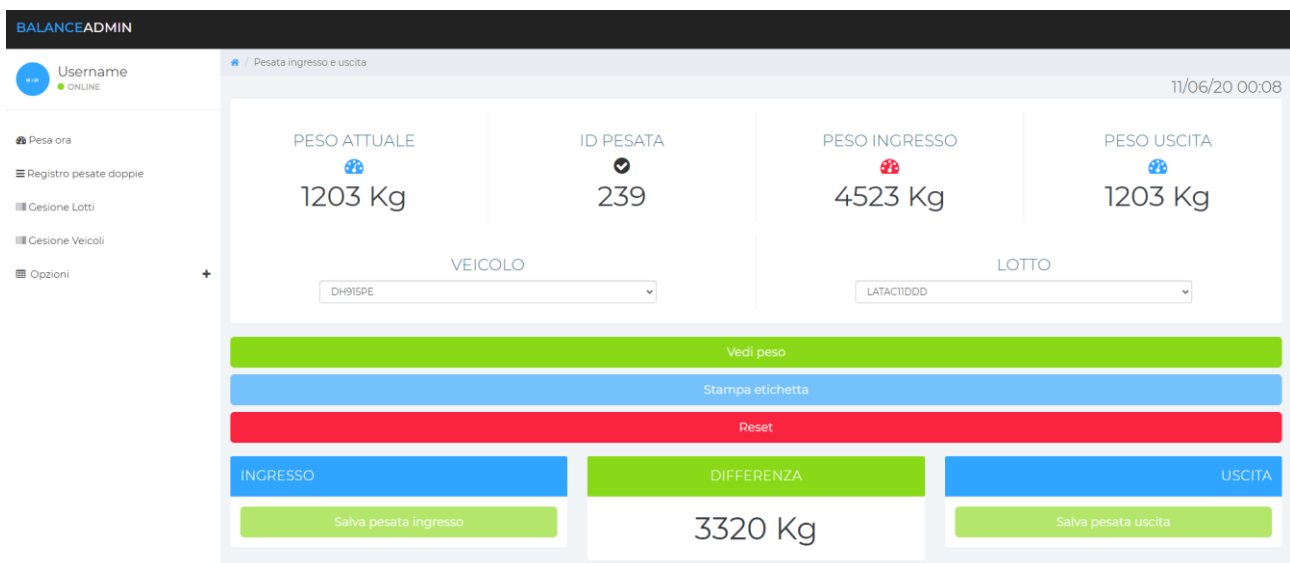 BALANCEADMIN
Username
ONLINE
Pesata ingresso e uscita
11/06/20 00:08
Pesa ora
Registro pesate doppie
Gesione Lotti
Gesione Veicoli
Opzioni
PESO ATTUALE
1203 Kg
ID PESATA
239
PESO INGRESSO
4523 Kg
PESO USCITA
1203 Kg
VEICOLO
DH915PE
LOTTO
LATAC11DDD
Vedi peso
Stampa etichetta
Reset
INGRESSO
Salva pesata ingresso
DIFFERENZA
3320 Kg
USCITA
Salva pesata uscita